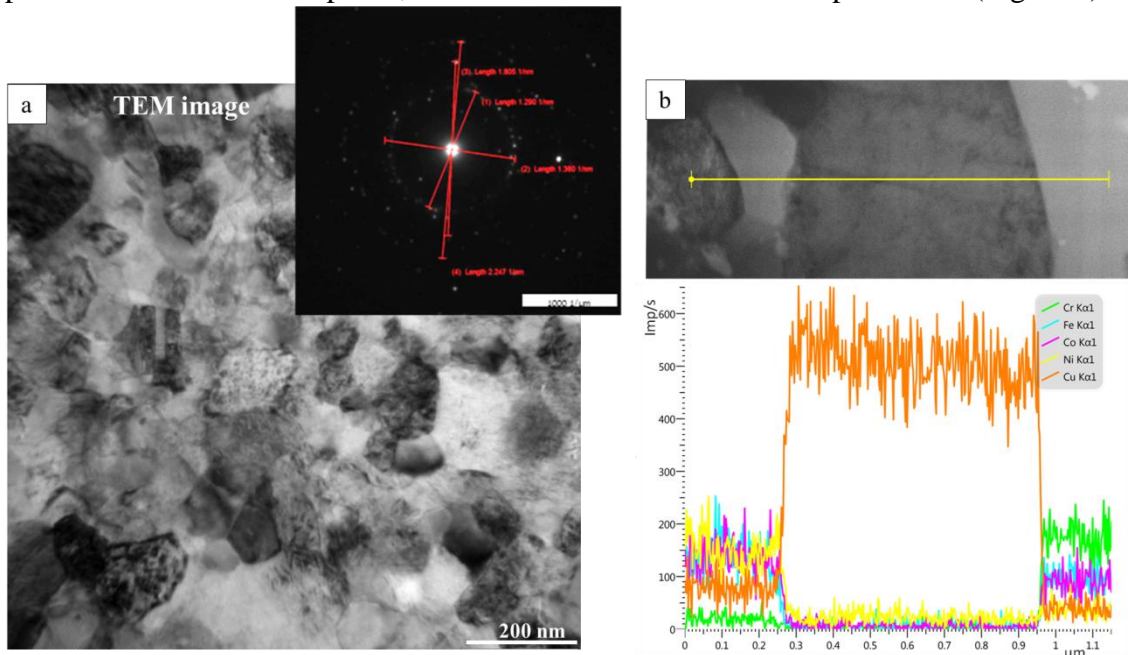 a
TEM image
(3) Length 1.805 1/nm
(1) Length 1.290 1/nm
(2) Length 1.360 1/nm
(4) Length 2.247 1/nm
1000 1/µm
200 nm
b
Imp/s
600
500
400
300
200
100
0
Cr Kα1
Fe Kα1
Co Kα1
Ni Kα1
Cu Kα1
0 0.1 0.2 0.3 0.4 0.5 0.6 0.7 0.8 0.9 1 1.1
µm